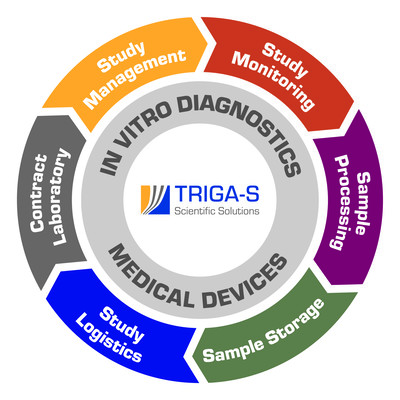 Study
Management
Study
Monitoring
Sample
Processing
Sample Storage
Study
Logistics
Contract
Laboratory
IN VITRO DIAGNOSTICS
MEDICAL DEVICES
TRIGA-S
Scientific Solutions